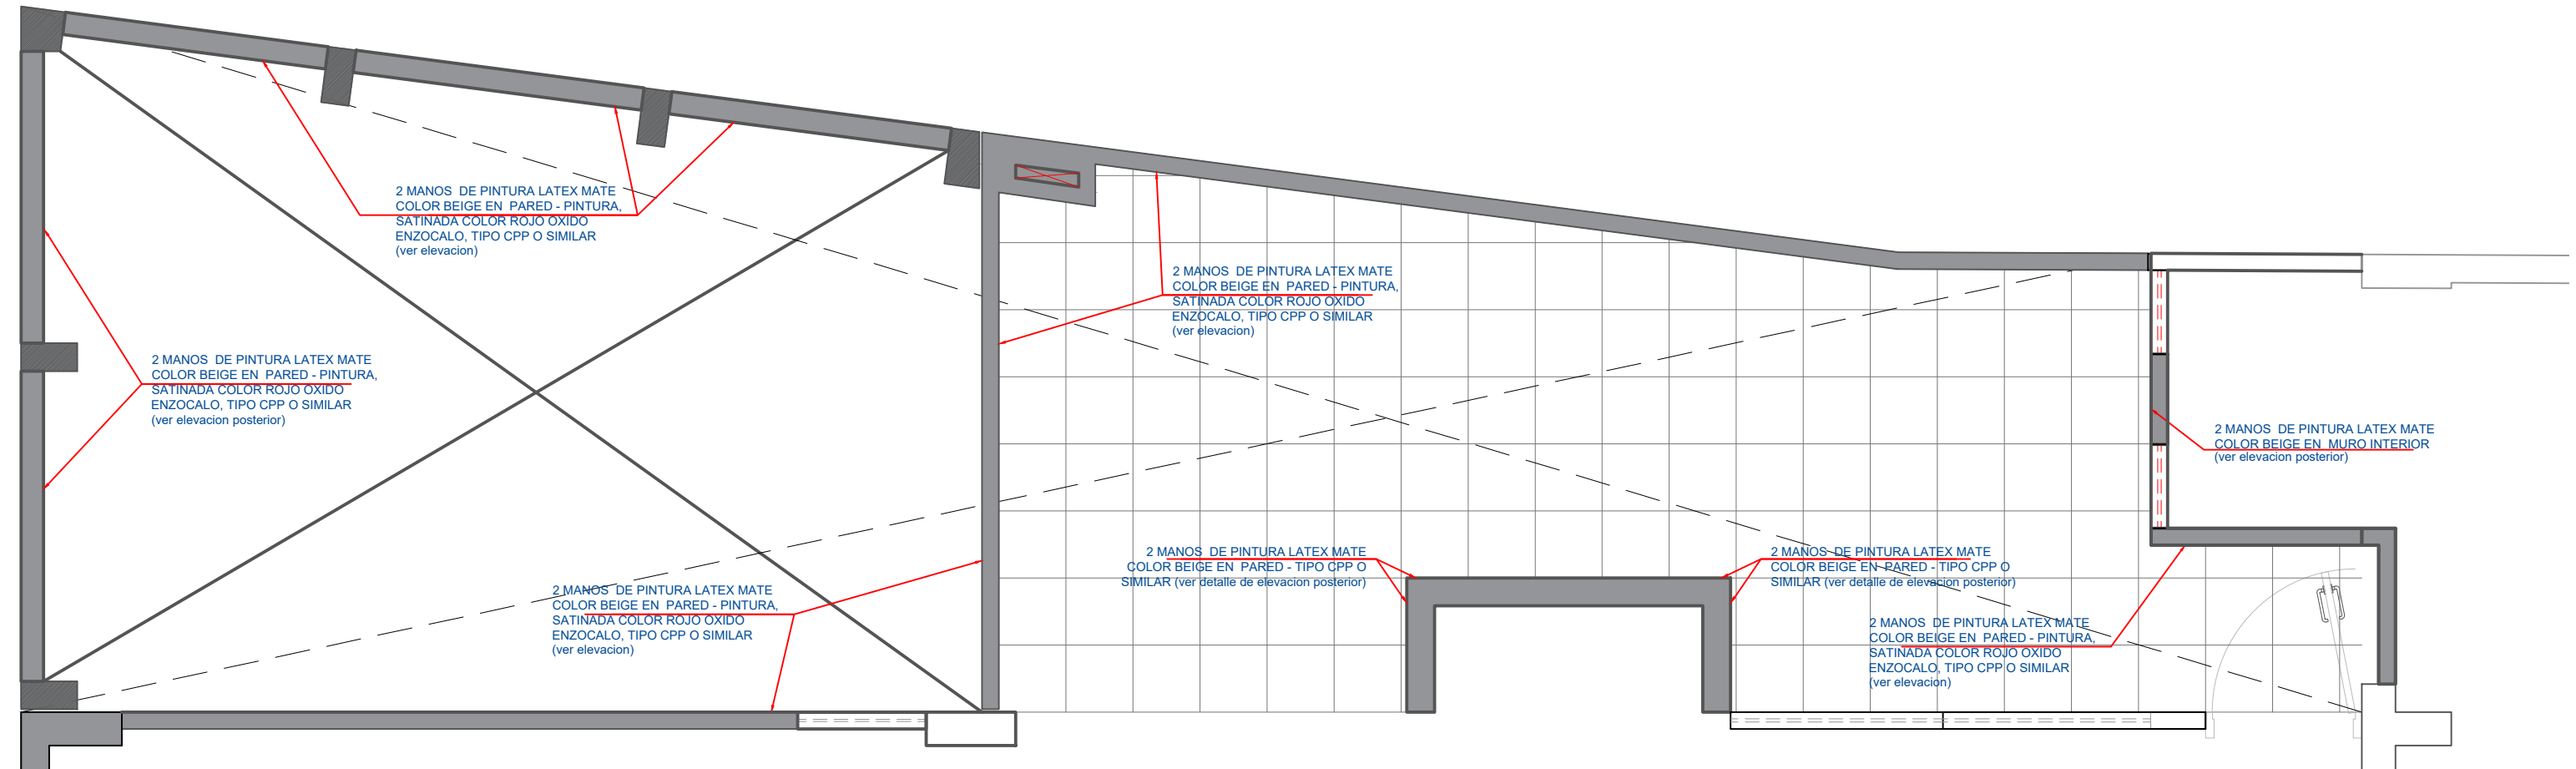 2 MANOS DE PINTURA LATEX MATE
COLOR BEIGE EN PARED - PINTURA,
SATINADA COLOR ROJO OXIDO
ENZOCALO, TIPO CPP O SIMILAR
(ver elevacion)
2 MANOS DE PINTURA LATEX MATE
COLOR BEIGE EN PARED - PINTURA,
SATINADA COLOR ROJO OXIDO
ENZOCALO, TIPO CPP O SIMILAR
(ver elevacion)
2 MANOS DE PINTURA LATEX MATE
COLOR BEIGE EN PARED - PINTURA,
SATINADA COLOR ROJO OXIDO
ENZOCALO, TIPO CPP O SIMILAR
(ver elevacion posterior)
2 MANOS DE PINTURA LATEX MATE
COLOR BEIGE EN MURO INTERIOR
(ver elevacion posterior)
2 MANOS DE PINTURA LATEX MATE
COLOR BEIGE EN PARED - TIPO CPP O
SIMILAR (ver detalle de elevacion posterior)
2 MANOS DE PINTURA LATEX MATE
COLOR BEIGE EN PARED - TIPO CPP O
SIMILAR (ver detalle de elevacion posterior)
2 MANOS DE PINTURA LATEX MATE
COLOR BEIGE EN PARED - PINTURA,
SATINADA COLOR ROJO OXIDO
ENZOCALO, TIPO CPP O SIMILAR
(ver elevacion)
2 MANOS DE PINTURA LATEX MATE
COLOR BEIGE EN PARED - PINTURA,
SATINADA COLOR ROJO OXIDO
ENZOCALO, TIPO CPP O SIMILAR
(ver elevacion)